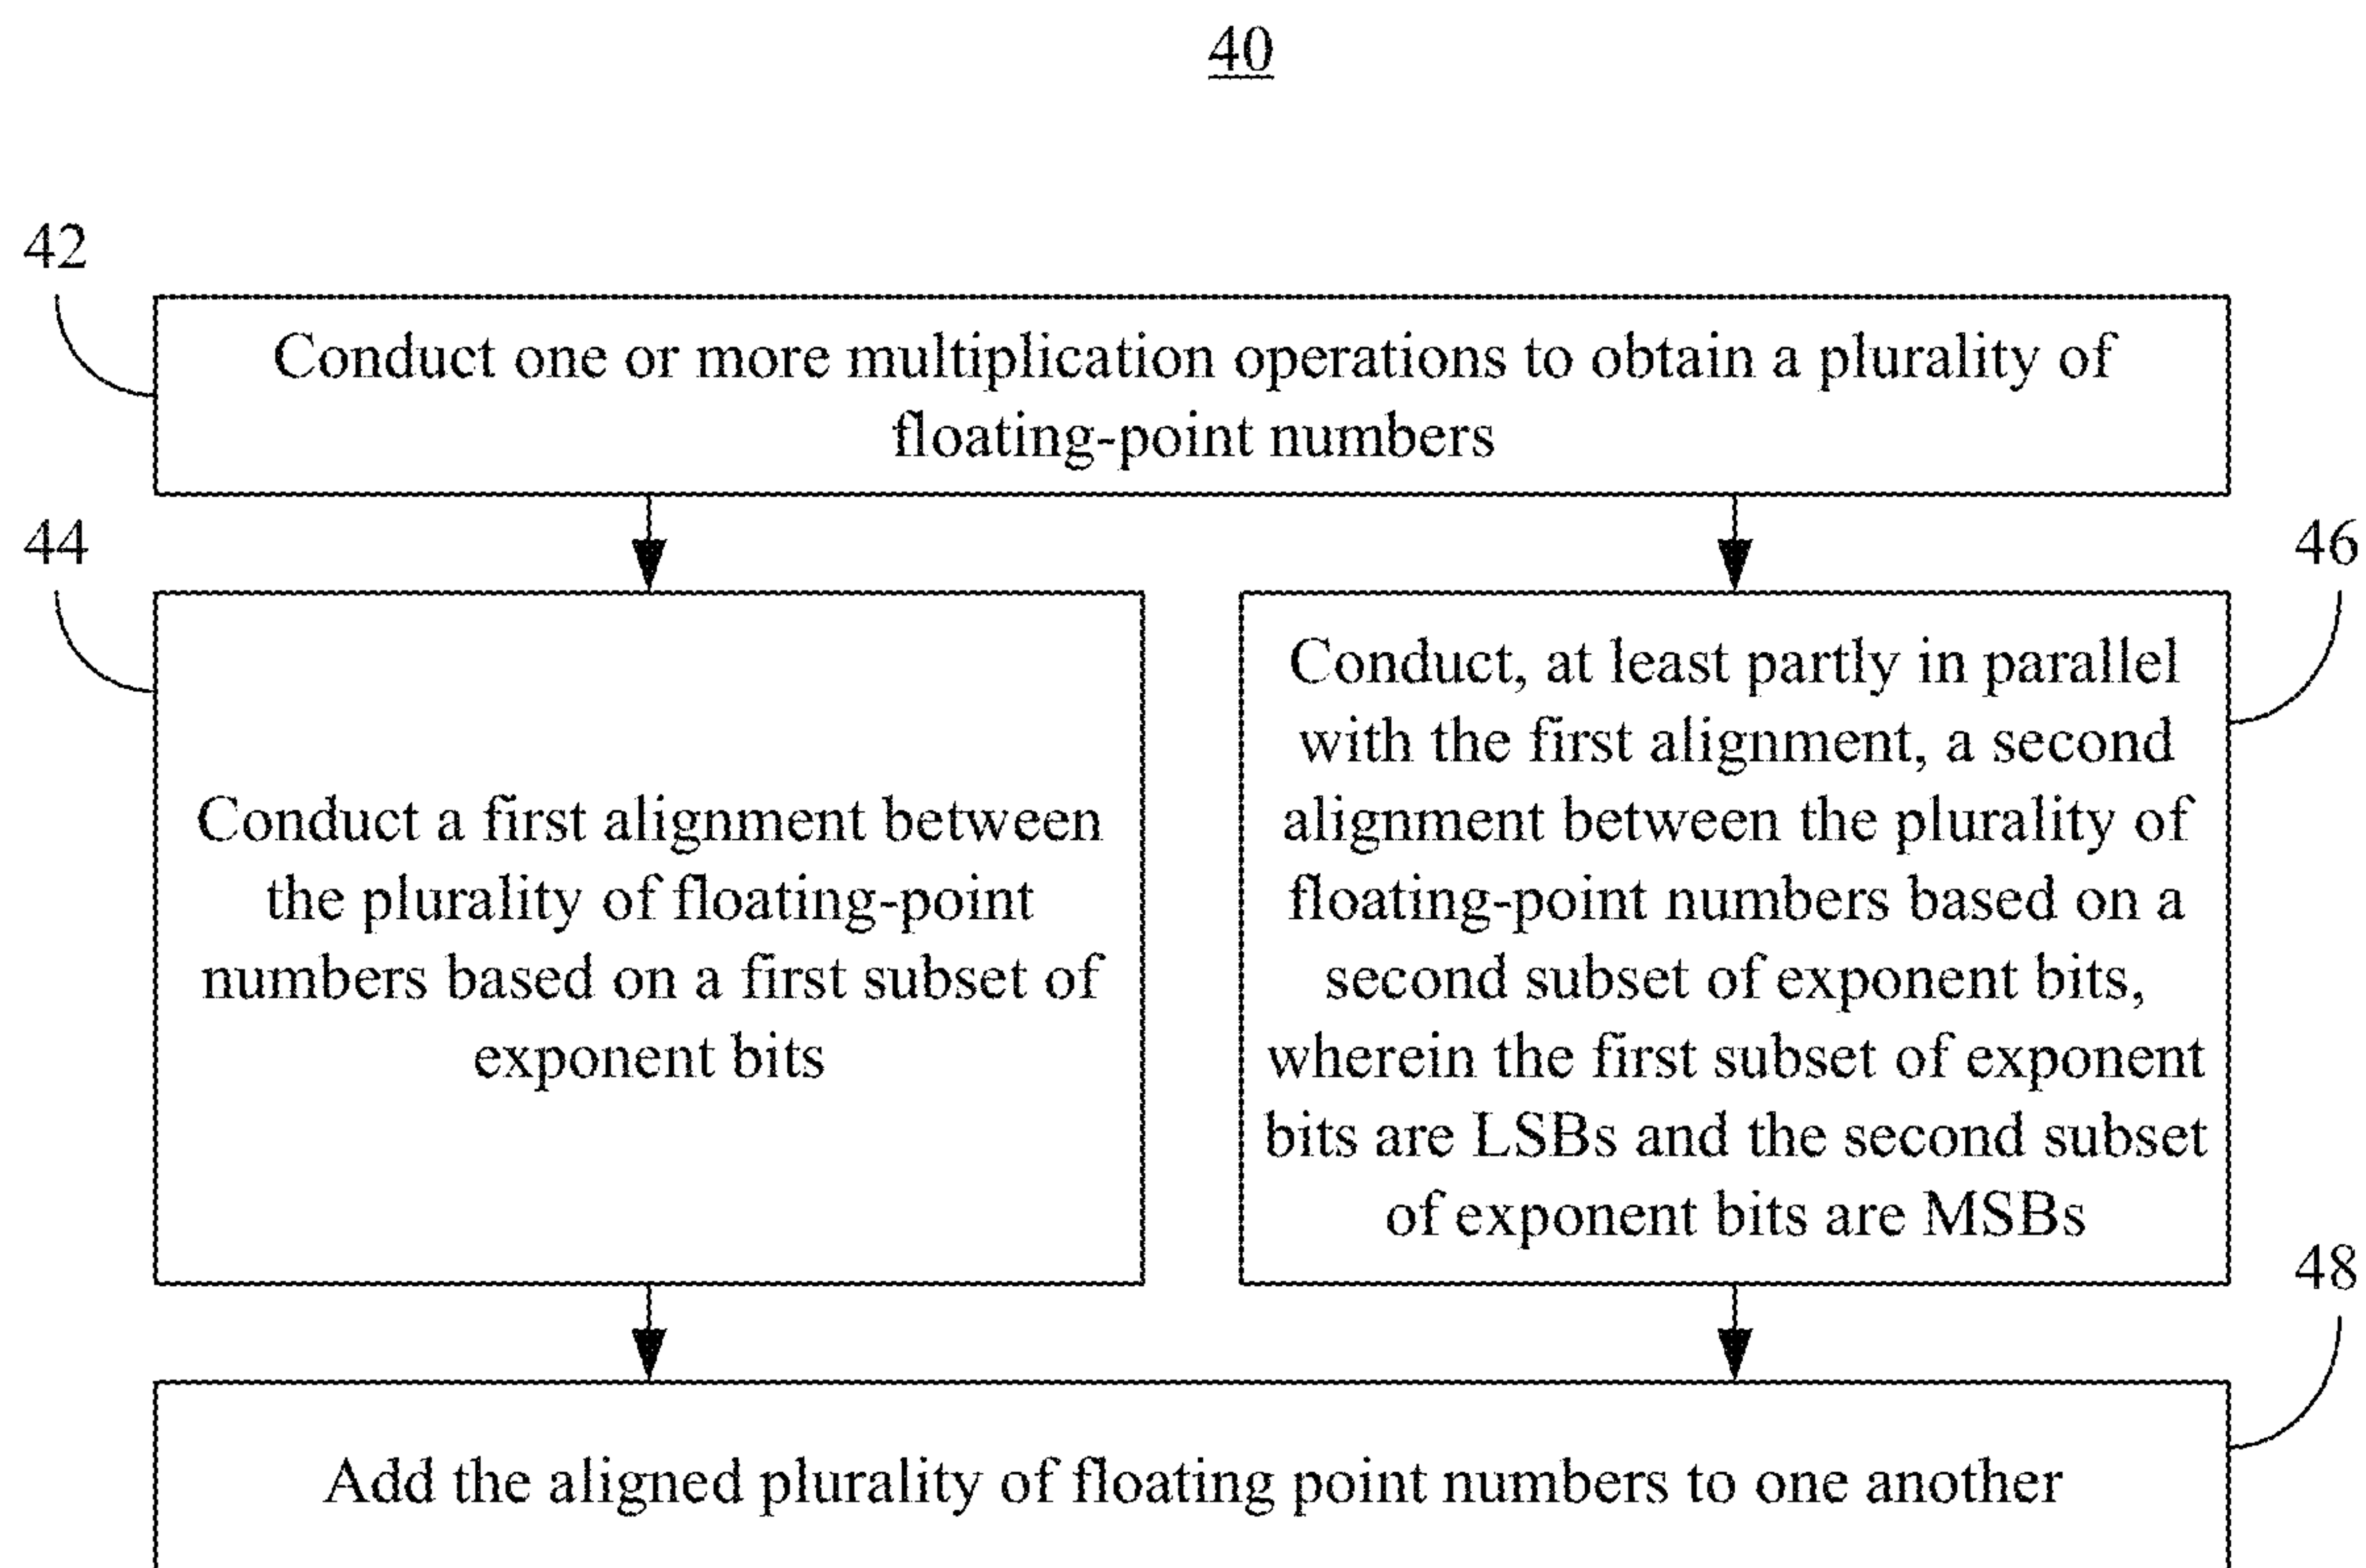 40
42
Conduct one or more multiplication operations to obtain a plurality of
floating-point numbers
44
Conduct a first alignment between
the plurality of floating-point
numbers based on a first subset of
exponent bits
46
Conduct, at least partly in parallel
with the first alignment, a second
alignment between the plurality of
floating-point numbers based on a
second subset of exponent bits,
wherein the first subset of exponent
bits are LSBs and the second subset
of exponent bits are MSBs
48
Add the aligned plurality of floating point numbers to one another